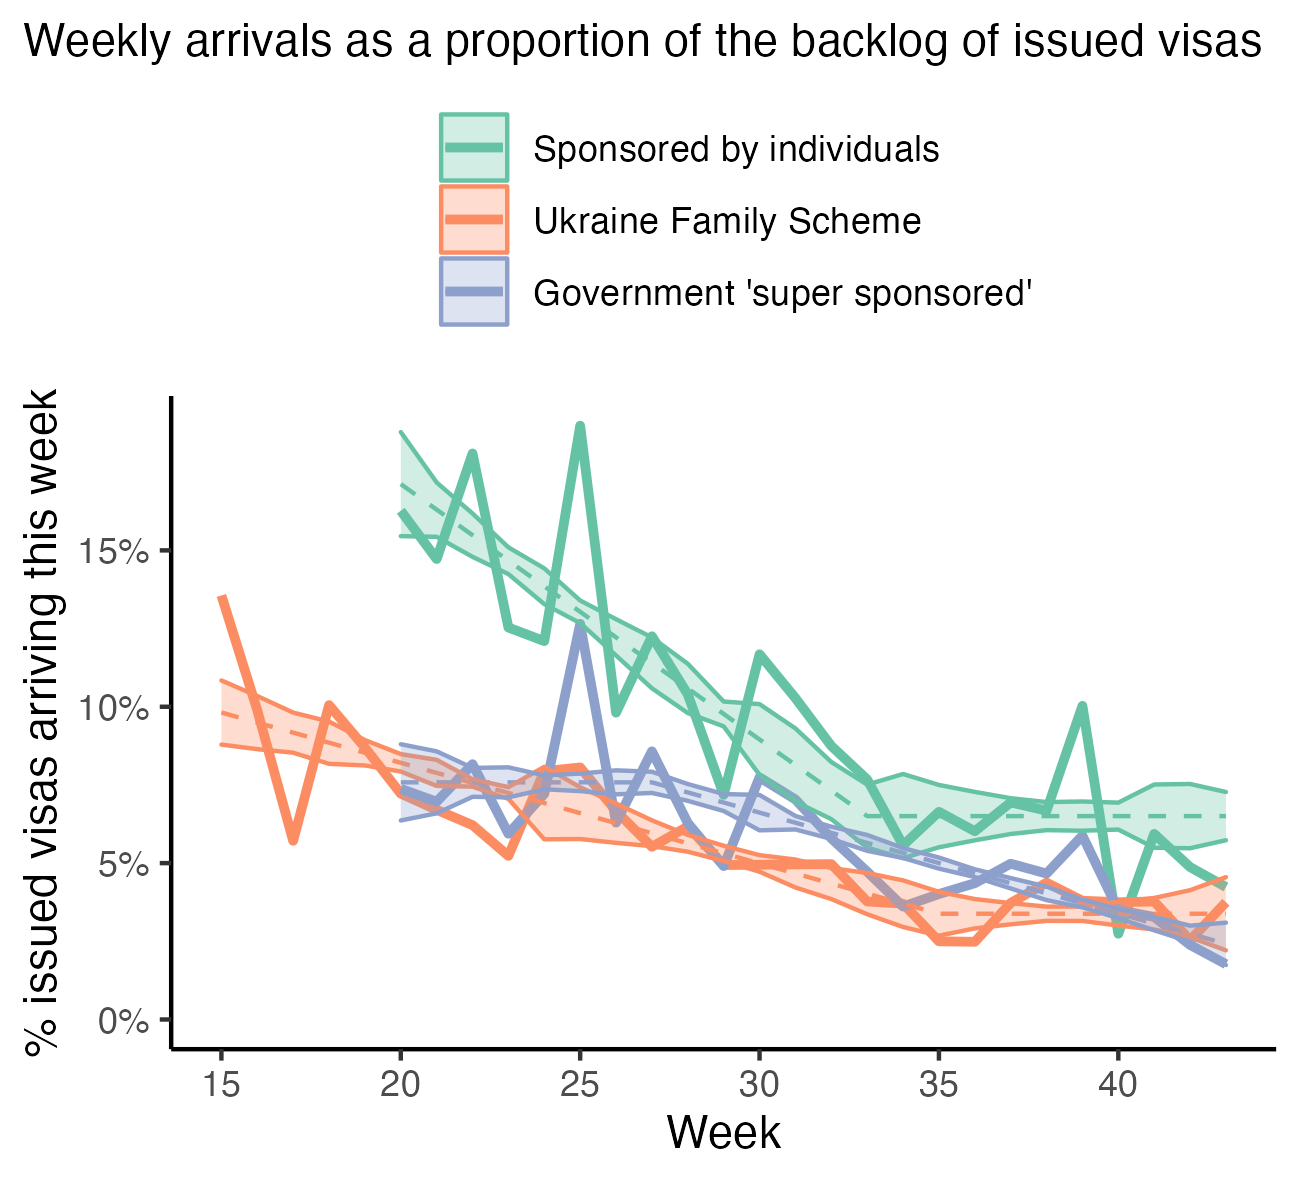 Weekly arrivals as a proportion of the backlog of issued visas
Sponsored by individuals
Ukraine Family Scheme
Government 'super sponsored'
% issued visas arriving this week
15%
10%
5%
0%
15 20 25 30 35 40
Week